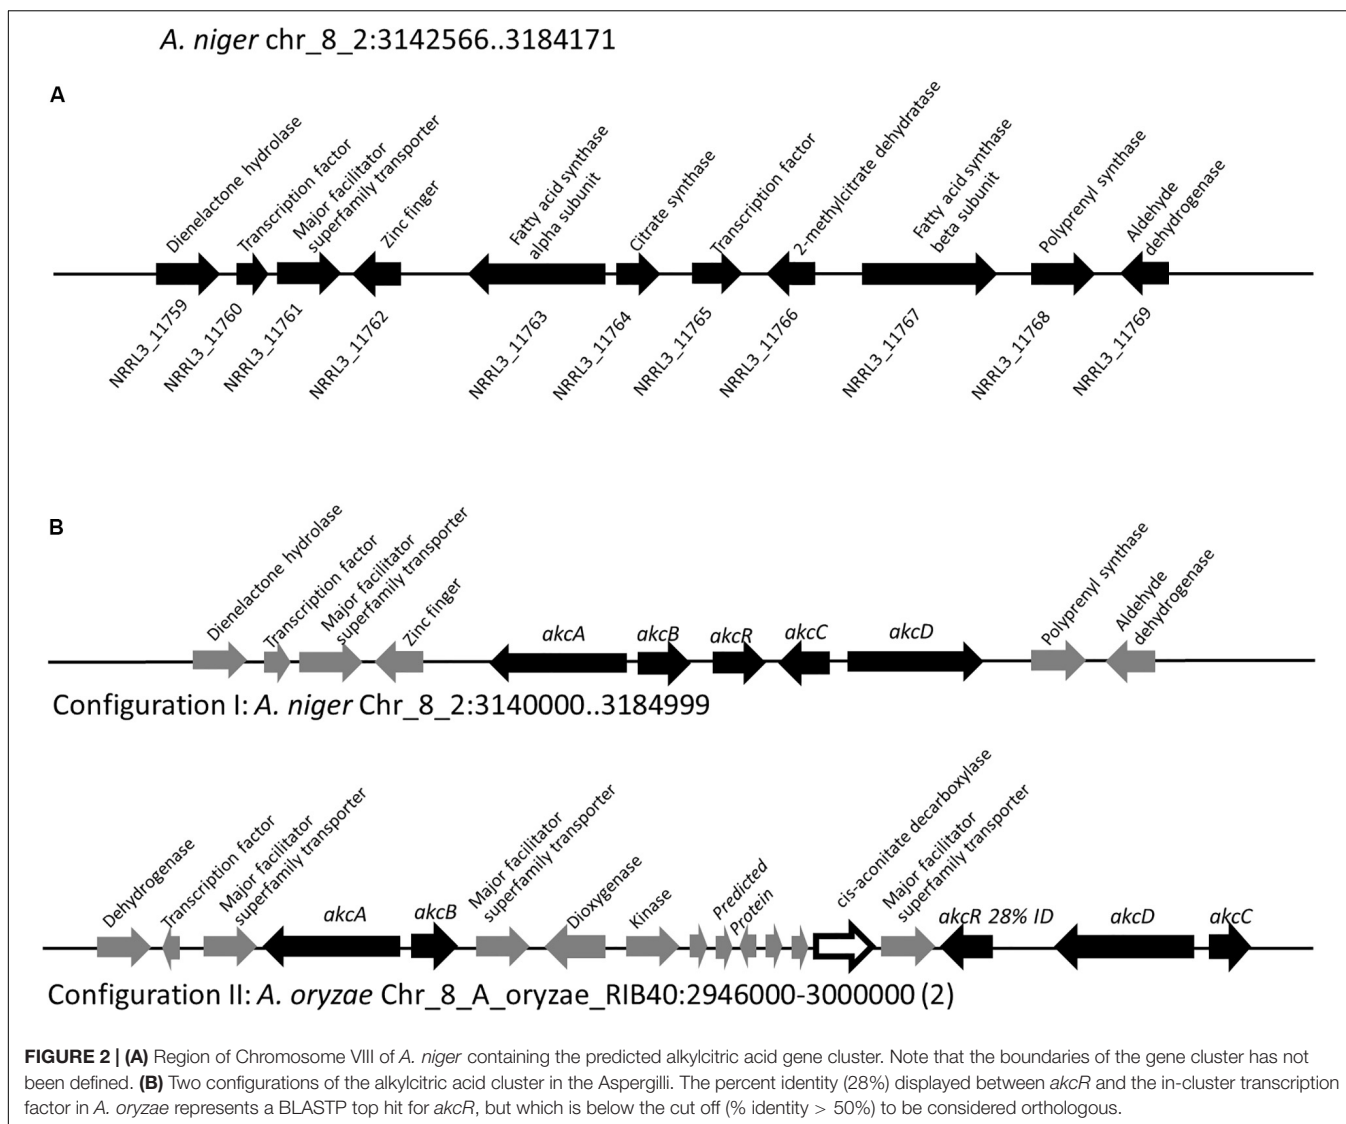 A. niger chr_8_2:3142566..3184171
A
Dienelactone hydrolase
Transcription factor
Major facilitator
superfamily transporter
Zinc finger
Fatty acid synthase
alpha subunit
Citrate synthase
Transcription factor
2-methylcitrate dehydratase
Fatty acid synthase
beta subunit
Polyprenyl synthase
Aldehyde
dehydrogenase
NRRL3_11759
NRRL3_11760
NRRL3_11761
NRRL3_11762
NRRL3_11763
NRRL3_11764
NRRL3_11765
NRRL3_11766
NRRL3_11767
NRRL3_11768
NRRL3_11769
B
Dienelactone hydrolase
Transcription factor
Major facilitator
superfamily transporter
Zinc finger
akcA
akcB
akcR
akcC
akcD
Polyprenyl synthase
Aldehyde
dehydrogenase
Configuration I: A. niger Chr_8_2:3140000..3184999
Dehydrogenase
Transcription factor
Major facilitator
superfamily transporter
akcA
akcB
Major facilitator
superfamily transporter
Dioxygenase
Kinase
Predicted
Protein
cis-aconitate decarboxylase
Major facilitator
superfamily transporter
akcR 28% ID
akcD
akcC
Configuration II: A. oryzae Chr_8_A_oryzae_RIB40:2946000-3000000 (2)
FIGURE 2 | (A) Region of Chromosome VIII of A. niger containing the predicted alkylcitric acid gene cluster. Note that the boundaries of the gene cluster has not
been defined. (B) Two configurations of the alkylcitric acid cluster in the Aspergilli. The percent identity (28%) displayed between akcR and the in-cluster transcription
factor in A. oryzae represents a BLASTP top hit for akcR, but which is below the cut off (% identity > 50%) to be considered orthologous.